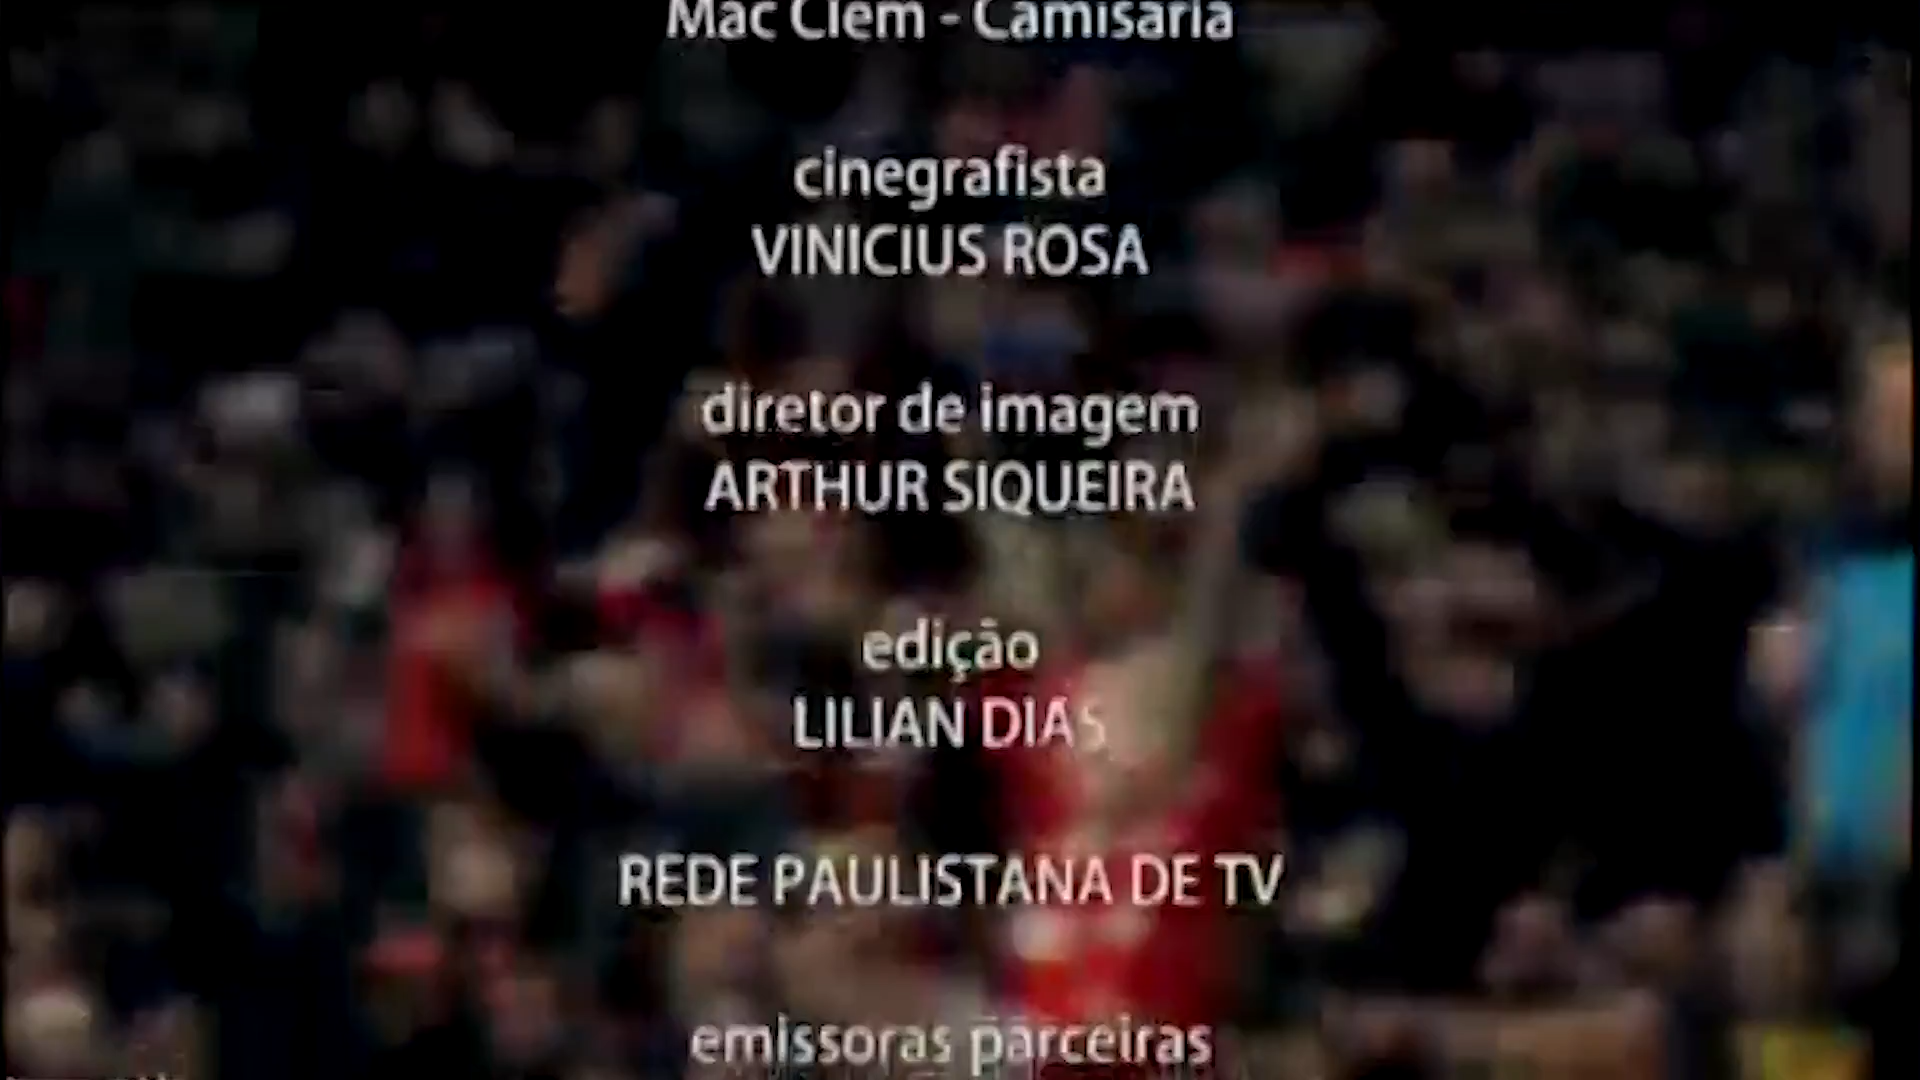 Mac Clem - Camisaria
cinegrafista
VINICIUS ROSA
diretor de imagem
ARTHUR SIQUEIRA
edição
LILIAN DIAS
REDE PAULISTANA DE TV
emissoras parceiras